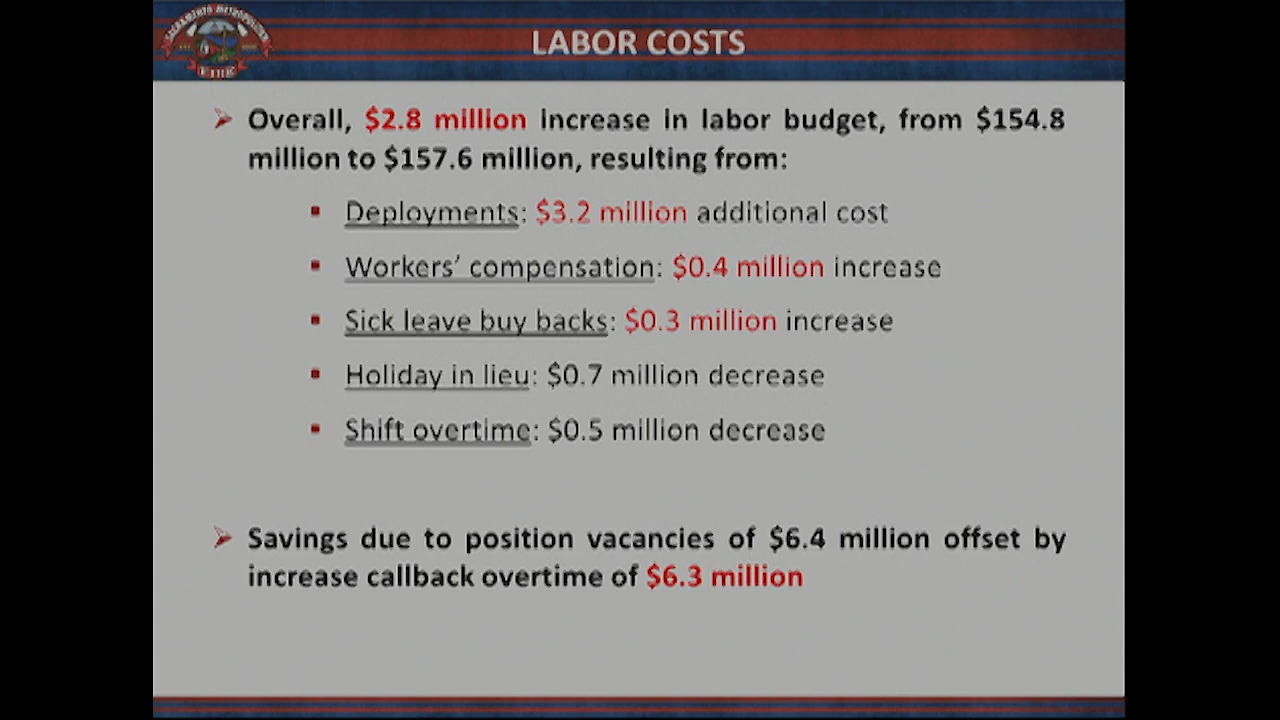 SACRAMENTO METROPOLITAN
FIRE
LABOR COSTS
Overall, $2.8 million increase in labor budget, from $154.8
million to $157.6 million, resulting from:
Deployments: $3.2 million additional cost
Workers’ compensation: $0.4 million increase
Sick leave buy backs: $0.3 million increase
Holiday in lieu: $0.7 million decrease
Shift overtime: $0.5 million decrease
Savings due to position vacancies of $6.4 million offset by
increase callback overtime of $6.3 million